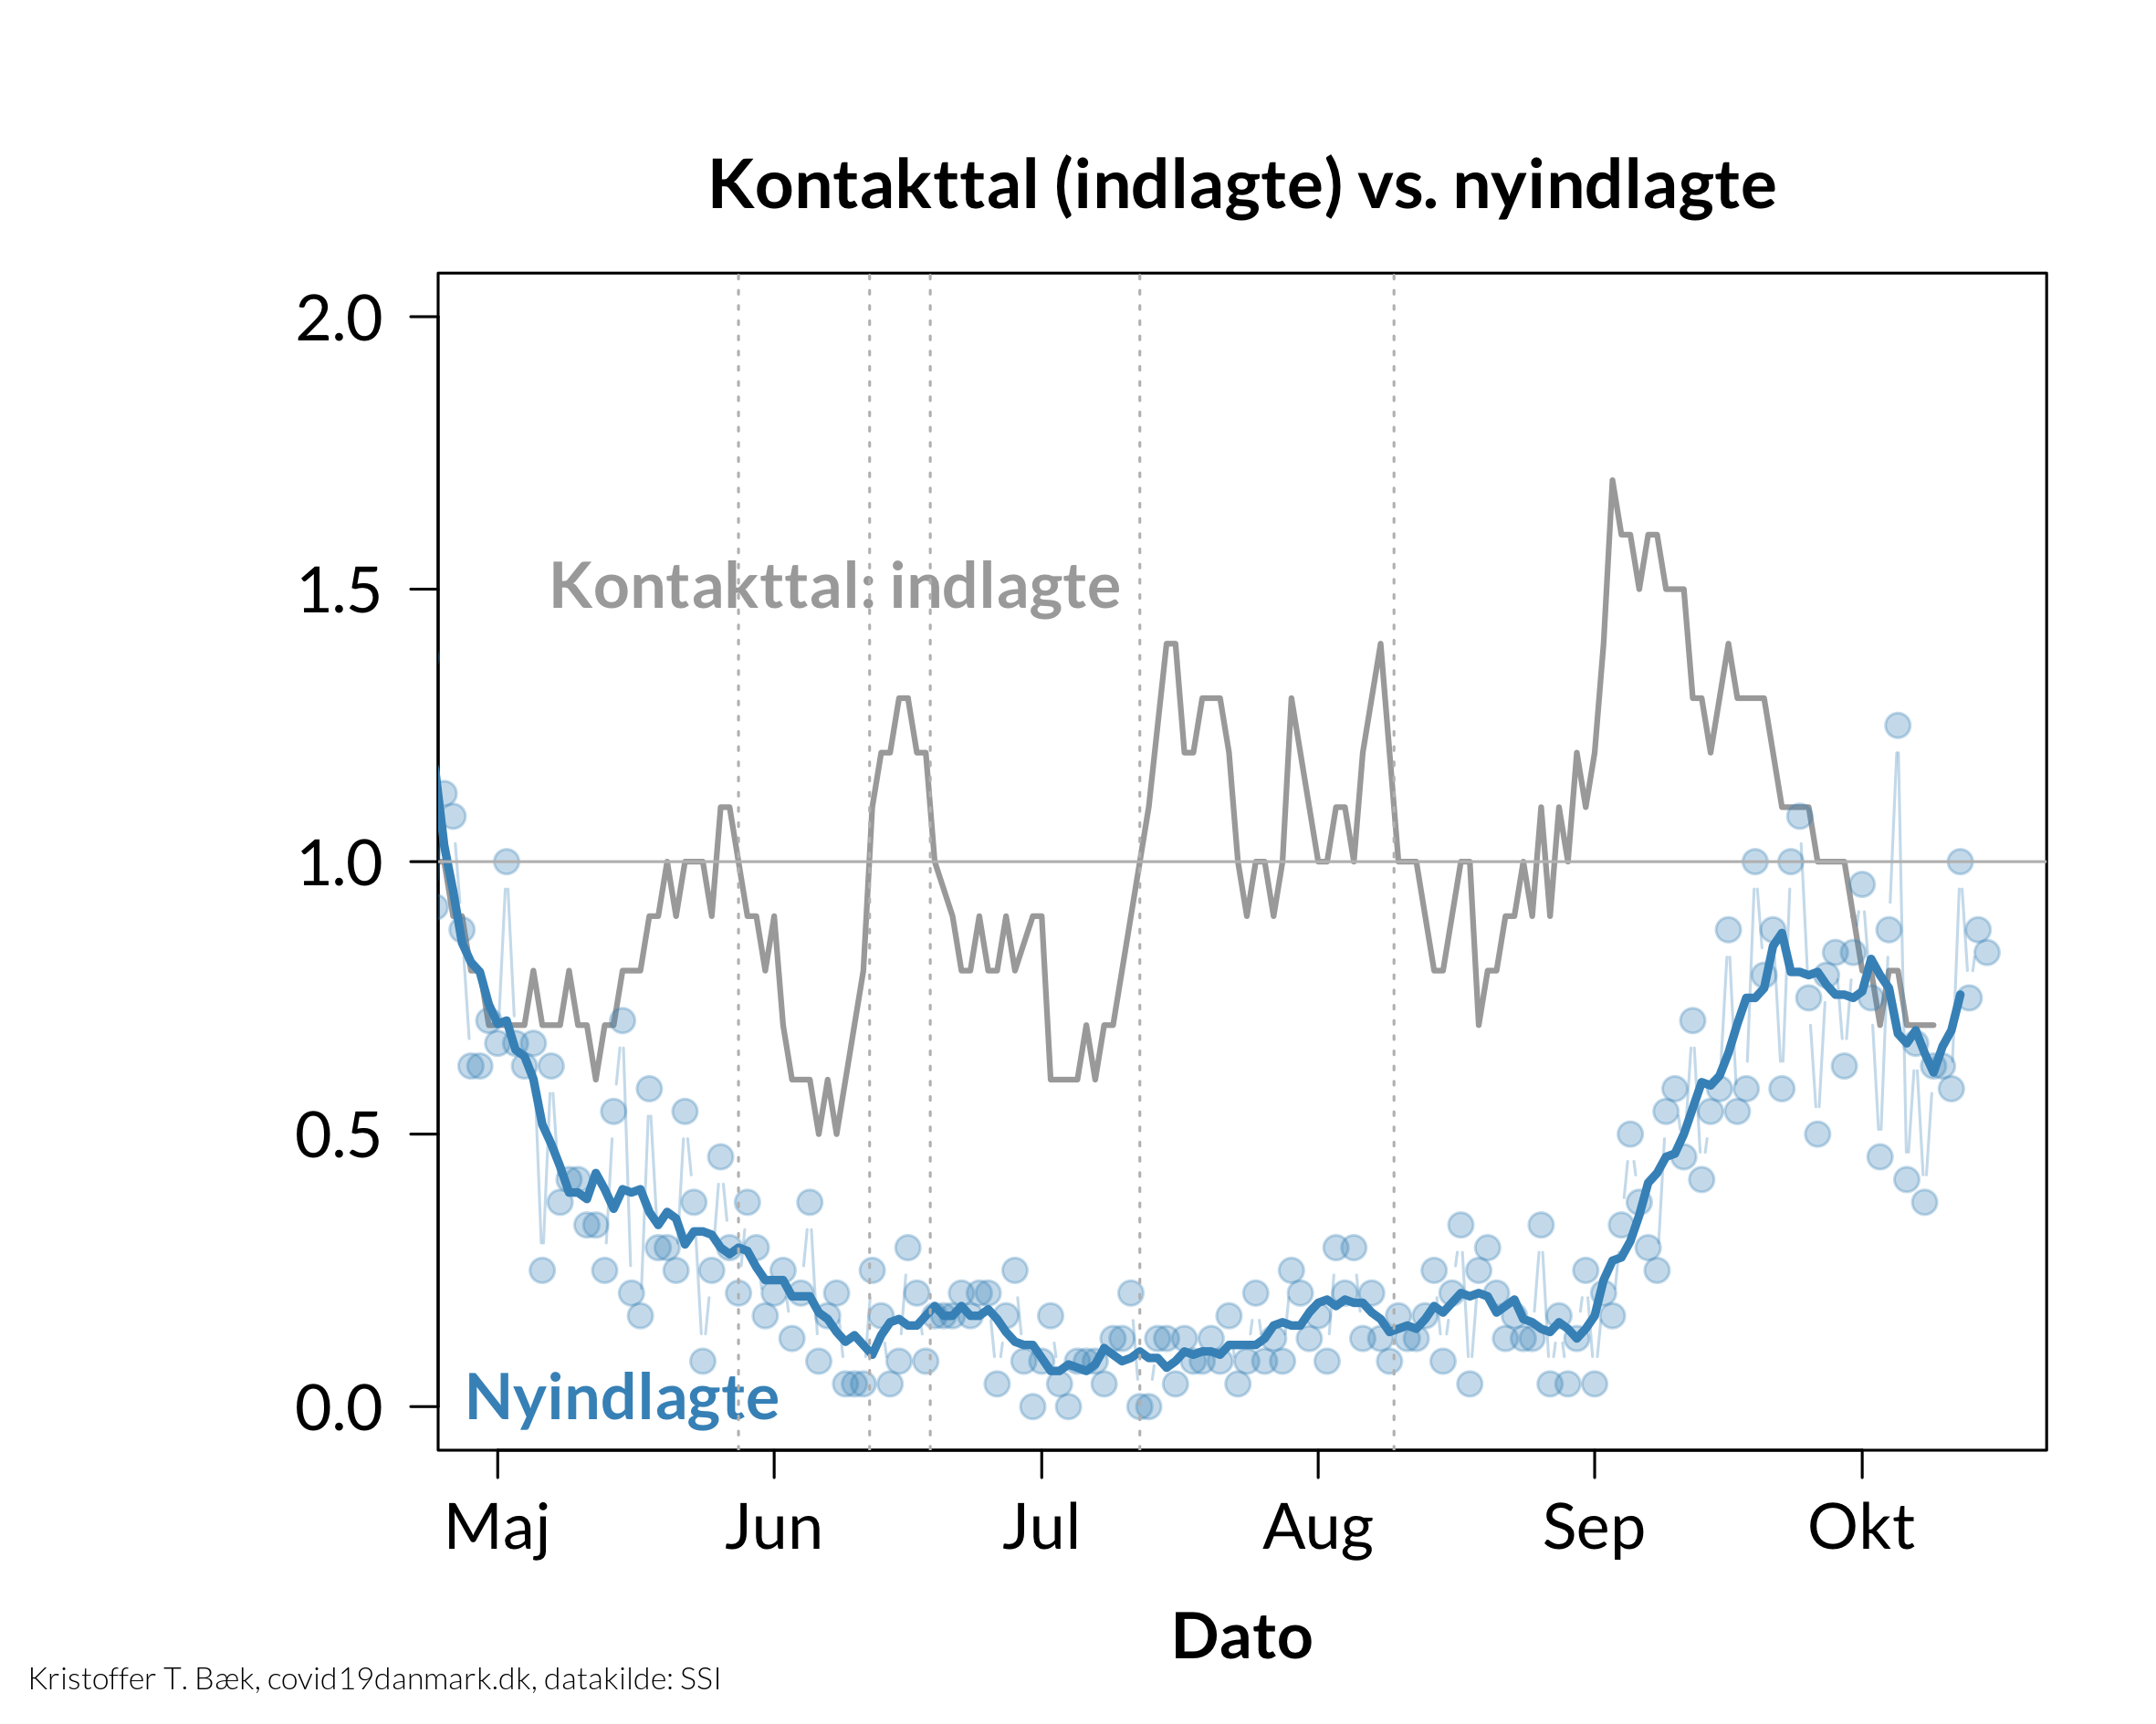 Kontakttal (indlagte) vs. nyindlagte
2.0
1.5
1.0
0.5
0.0
Kontakttal: indlagte
Nyindlagte
Maj Jun Jul Aug Sep Okt
Dato
Kristoffer T. Bæk, covid19danmark.dk, datakilde: SSI